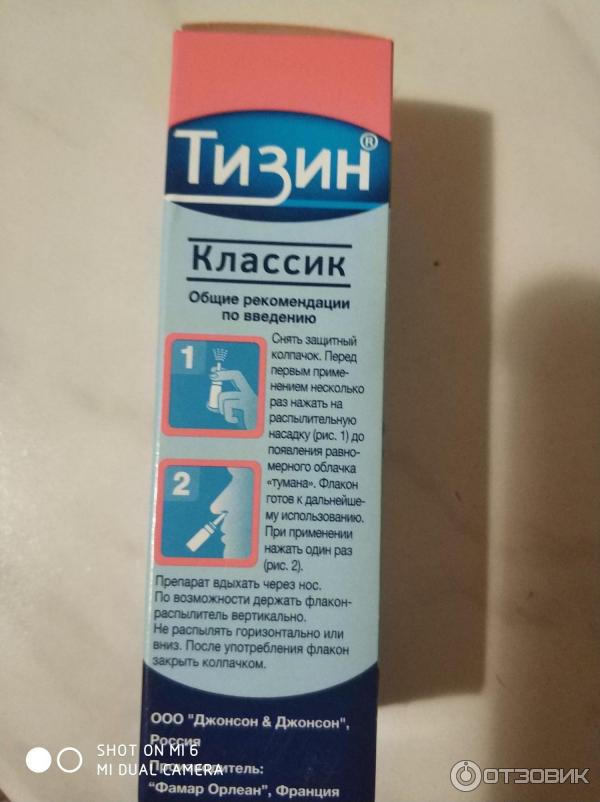 Тизин®
Классик
Общие рекомендации
по введению
1
Снять защитный
колпачок. Перед
первым приме-
нением несколько
раз нажать на
распылительную
насадку (рис. 1) до
появления равно-
мерного облачка
«тумана». Флакон
готов к дальнейше-
му использованию.
При применении
нажать один раз
(рис. 2).
2
Препарат вдыхать через нос.
По возможности держать флакон-
распылитель вертикально.
Не распылять горизонтально или
вниз. После употребления флакон
закрыть колпачком.
ООО "Джонсон & Джонсон",
Россия
Производитель:
"Фамар Орлеан", Франция
SHOT ON MI 6
MI DUAL CAMERA
ОТЗОВИК